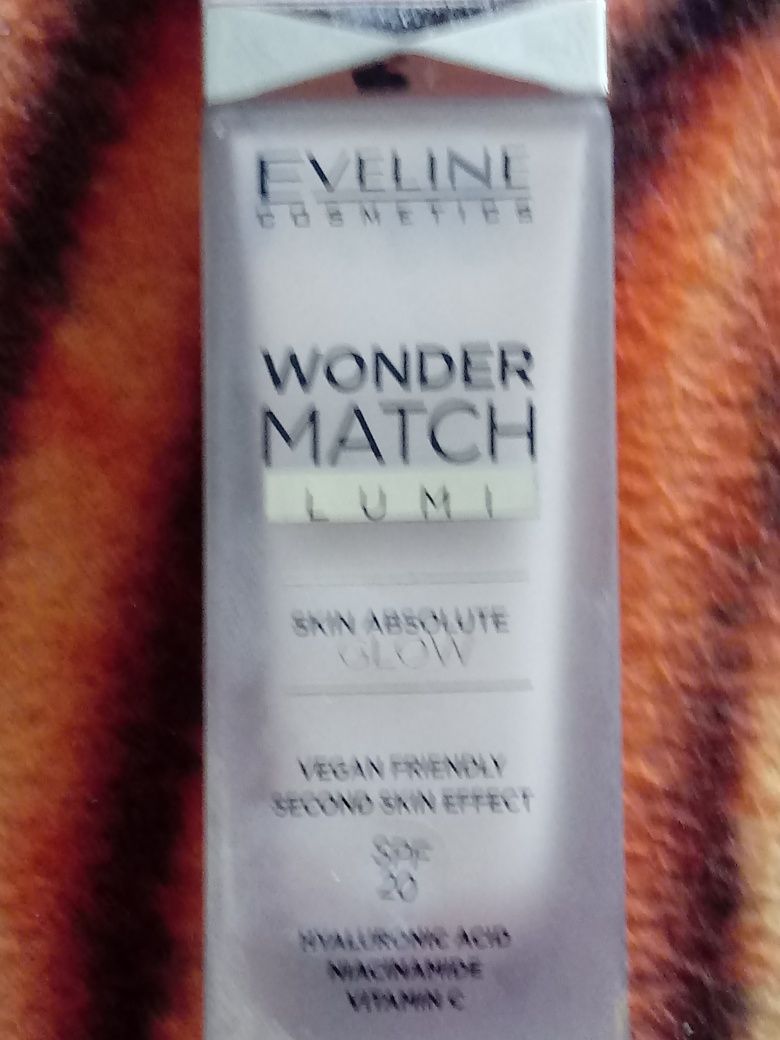 EVELINE
COSMETICS
WONDER
MATCH
LUMI
SKIN ABSOLUTE
GLOW
VEGAN FRIENDLY
SECOND SKIN EFFECT
SPF
20
HYALURONIC ACID
NIACINAMIDE
VITAMIN C